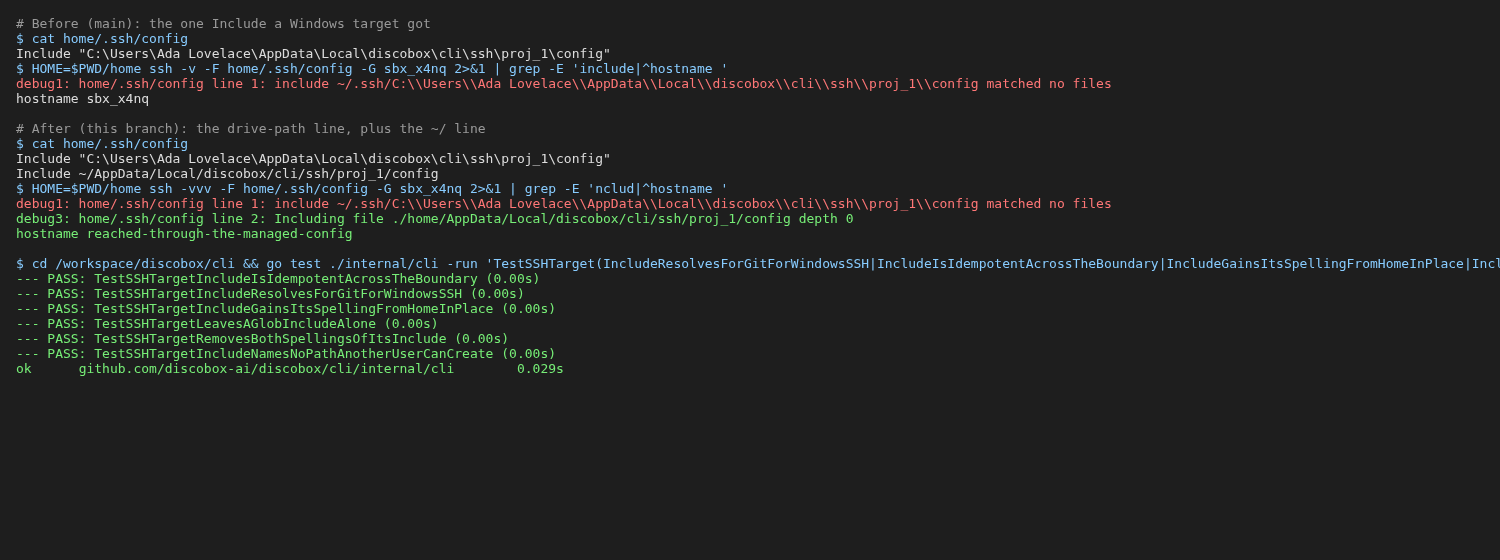 # Before (main): the one Include a Windows target got
$ cat home/.ssh/config
Include "C:\Users\Ada Lovelace\AppData\Local\discobox\cli\ssh\proj_1\config"
$ HOME=$PWD/home ssh -v -F home/.ssh/config -G sbx_x4nq 2>&1 | grep -E 'include|^hostname '
debug1: home/.ssh/config line 1: include ~/.ssh/C:\\Users\\Ada Lovelace\\AppData\\Local\\discobox\\cli\\ssh\\proj_1\\config matched no files
hostname sbx_x4nq
# After (this branch): the drive-path line, plus the ~/ line
$ cat home/.ssh/config
Include "C:\Users\Ada Lovelace\AppData\Local\discobox\cli\ssh\proj_1\config"
Include ~/AppData/Local/discobox/cli/ssh/proj_1/config
$ HOME=$PWD/home ssh -vvv -F home/.ssh/config -G sbx_x4nq 2>&1 | grep -E 'nclud|^hostname '
debug1: home/.ssh/config line 1: include ~/.ssh/C:\\Users\\Ada Lovelace\\AppData\\Local\\discobox\\cli\\ssh\\proj_1\\config matched no files
debug3: home/.ssh/config line 2: Including file ./home/AppData/Local/discobox/cli/ssh/proj_1/config depth 0
hostname reached-through-the-managed-config
$ cd /workspace/discobox/cli && go test ./internal/cli -run 'TestSSHTarget(IncludeResolvesForGitForWindowsSSH|IncludeIsIdempotentAcrossTheBoundary|IncludeGainsItsSpellingFromHomeInPlace|Incl
--- PASS: TestSSHTargetIncludeIsIdempotentAcrossTheBoundary (0.00s)
--- PASS: TestSSHTargetIncludeResolvesForGitForWindowsSSH (0.00s)
--- PASS: TestSSHTargetIncludeGainsItsSpellingFromHomeInPlace (0.00s)
--- PASS: TestSSHTargetLeavesAGlobIncludeAlone (0.00s)
--- PASS: TestSSHTargetRemovesBothSpellingsOfItsInclude (0.00s)
--- PASS: TestSSHTargetIncludeNamesNoPathAnotherUserCanCreate (0.00s)
ok      github.com/discobox-ai/discobox/cli/internal/cli        0.029s